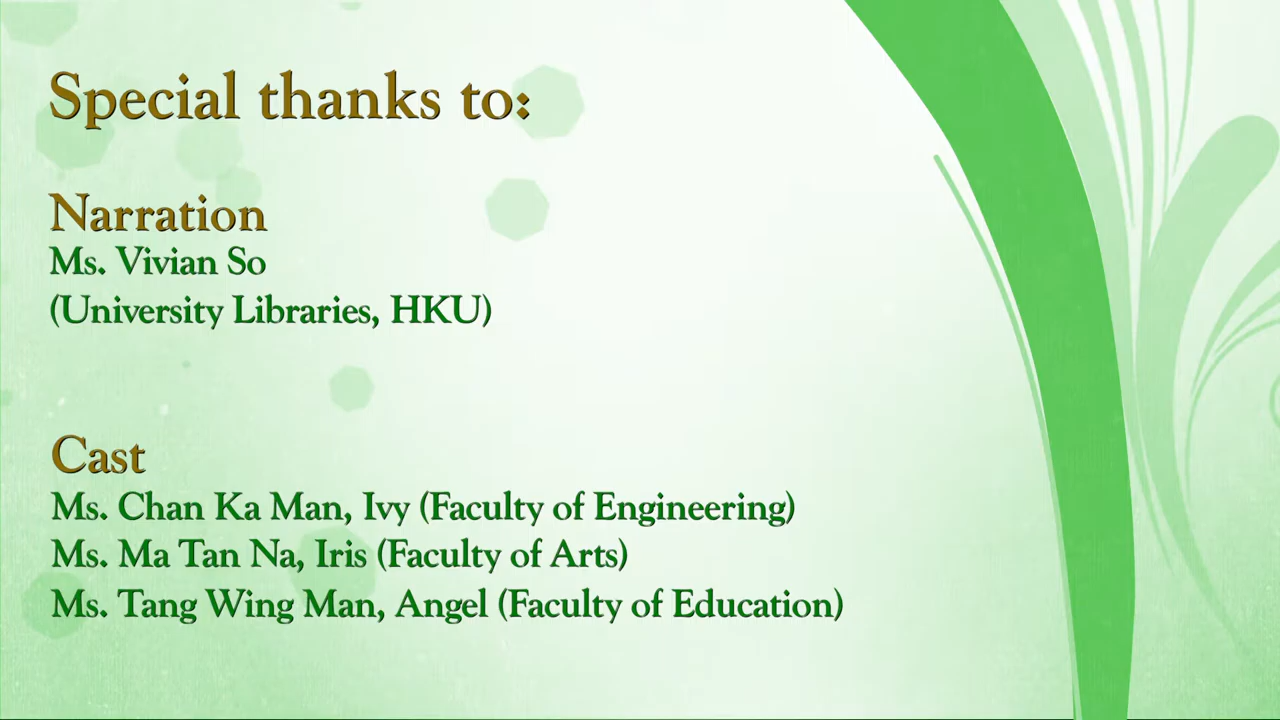 Special thanks to:
Narration
Ms. Vivian So
(University Libraries, HKU)
Cast
Ms. Chan Ka Man, Ivy (Faculty of Engineering)
Ms. Ma Tan Na, Iris (Faculty of Arts)
Ms. Tang Wing Man, Angel (Faculty of Education)